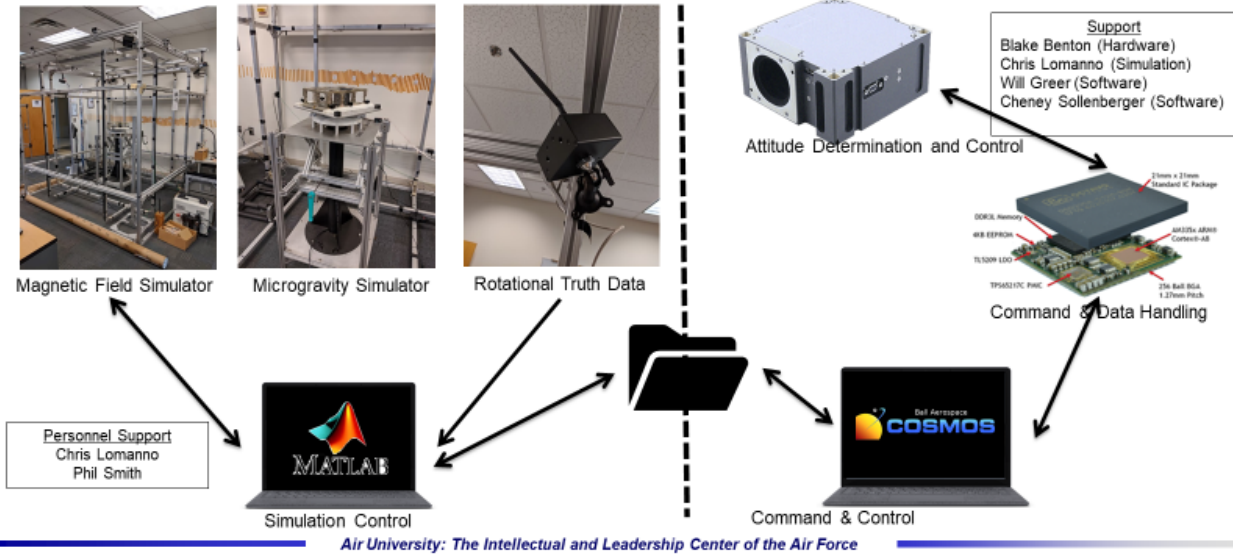 Support
Blake Benton (Hardware)
Chris Lomanno (Simulation)
Will Greer (Software)
Cheney Sollenberger (Software)
Attitude Determination and Control
21mm x 21mm
Standard IC Package
DDR3L Memory
4KB EEPROM
AM335x ARM®
Cortex®-A8
TL5209 LDO
TPS65217C PMIC
256 Ball BGA
1.27mm Pitch
Command & Data Handling
Magnetic Field Simulator
Microgravity Simulator
Rotational Truth Data
Personnel Support
Chris Lomanno
Phil Smith
MATLAB
Simulation Control
Ball Aerospace
COSMOS
Command & Control
Air University: The Intellectual and Leadership Center of the Air Force